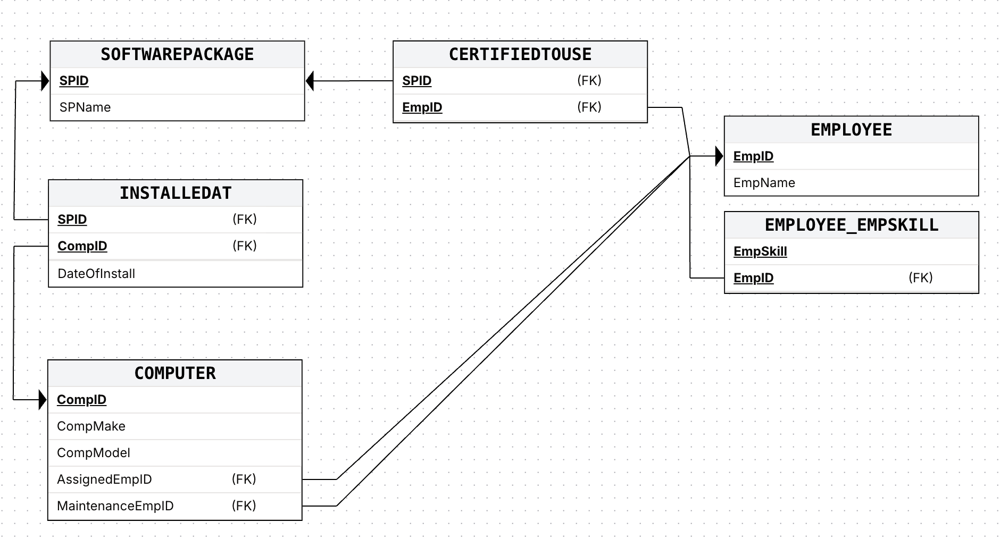 SOFTWAREPACKAGE
SPID
SPName
CERTIFIEDTOUSE
SPID (FK)
EmpID (FK)
EMPLOYEE
EmpID
EmpName
INSTALLEDAT
SPID (FK)
CompID (FK)
DateOfInstall
EMPLOYEE_EMPSKILL
EmpSkill
EmpID (FK)
COMPUTER
CompID
CompMake
CompModel
AssignedEmpID (FK)
MaintenanceEmpID (FK)